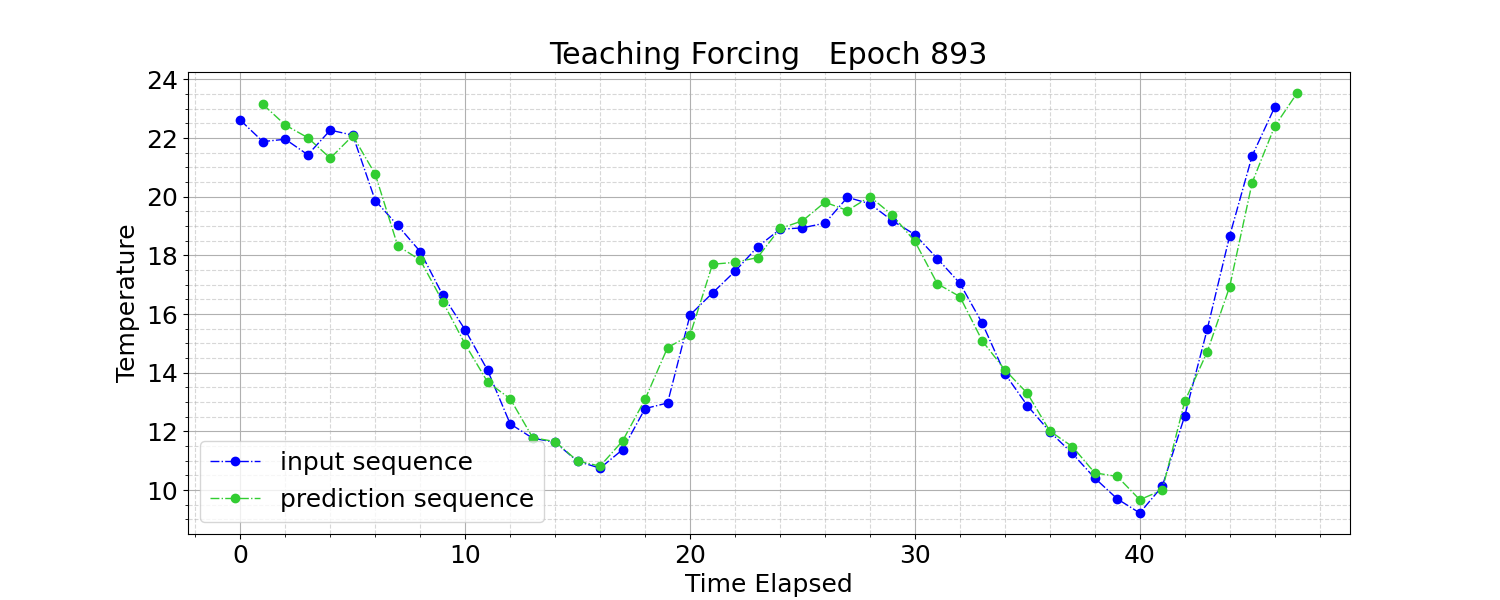 Teaching Forcing   Epoch 893
24
22
20
18
16
14
12
10
Temperature
input sequence
prediction sequence
0 10 20 30 40
Time Elapsed